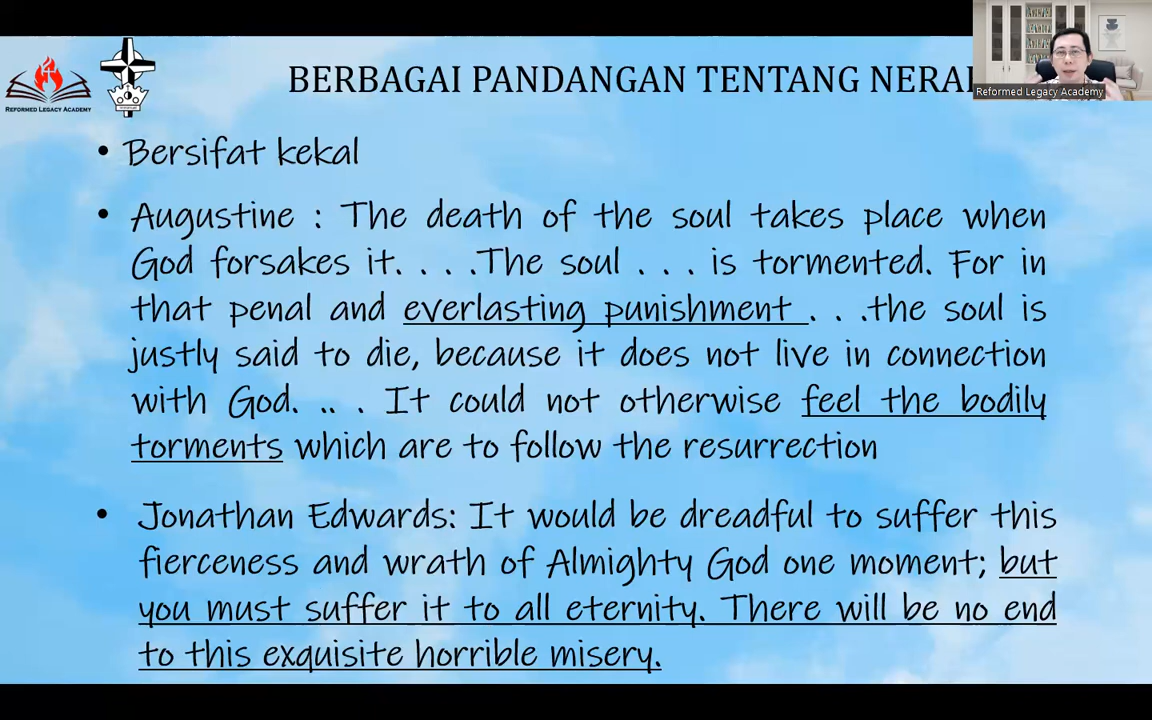 REFORMED LEGACY ACADEMY
BERBAGAI PANDANGAN TENTANG
Reformed Legacy Academy
• Bersifat kekal
• Augustine : The death of the soul takes place when
God forsakes it. . . .The soul . . . is tormented. For in
that penal and everlasting punishment . . .the soul is
justly said to die, because it does not live in connection
with God. .. . It could not otherwise feel the bodily
torments which are to follow the resurrection
• Jonathan Edwards: It would be dreadful to suffer this
fierceness and wrath of Almighty God one moment; but
you must suffer it to all eternity. There will be no end
to this exquisite horrible misery.